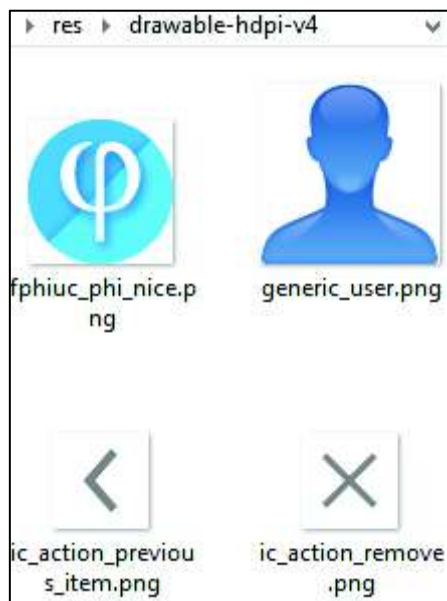 res drawable-hdpi-v4
φ
fphiuc_phi_nice.p
ng
generic_user.png
ic_action_previou
s_item.png
ic_action_remove
.png